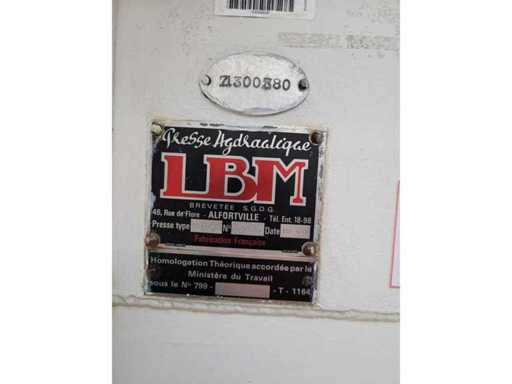 Z1300380
Presse Hydraulique
LBM
BREVETÉE S.G.D.G
46, Rue de Flore - ALFORTVILLE - Tél. Ent. 18-98
Presse type N° Date
Fabrication Française
Homologation Théorique accordée par le
Ministère du Travail
sous le N° 799 - - T - 1164